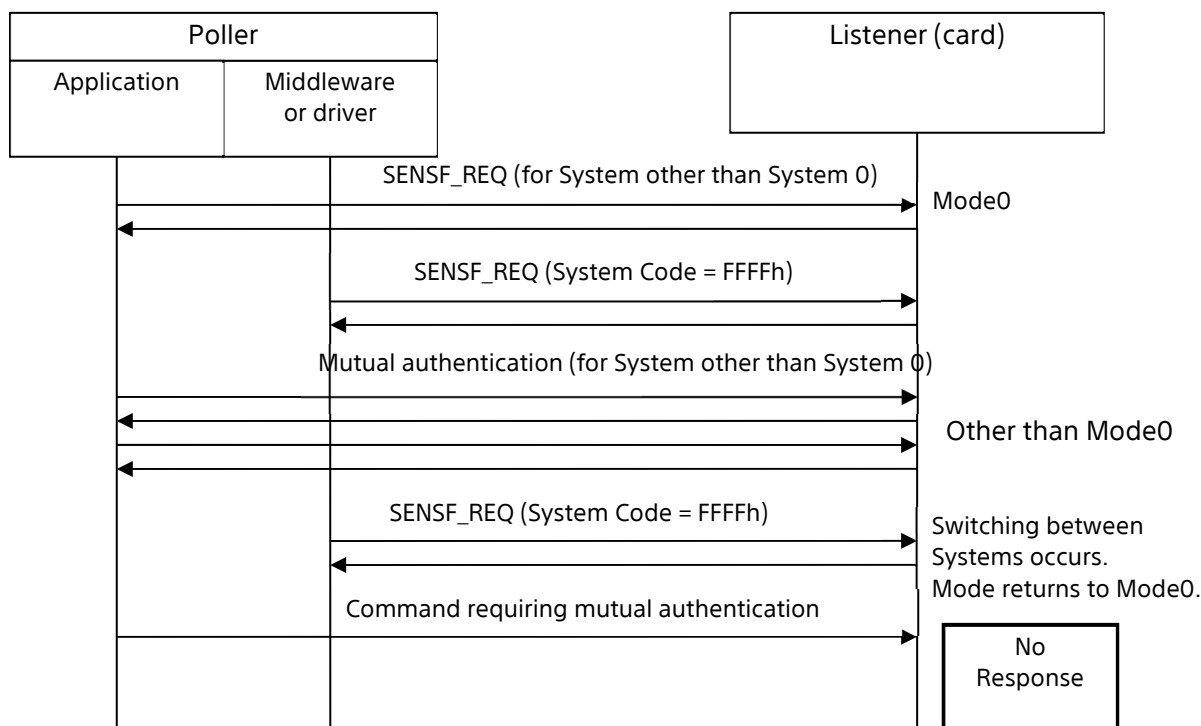 Poller
Listener (card)
Application
Middleware
or driver
SENSF_REQ (for System other than System 0)
Mode0
SENSF_REQ (System Code = FFFFh)
Mutual authentication (for System other than System 0)
Other than Mode0
SENSF_REQ (System Code = FFFFh)
Switching between
Systems occurs.
Mode returns to Mode0.
Command requiring mutual authentication
No
Response